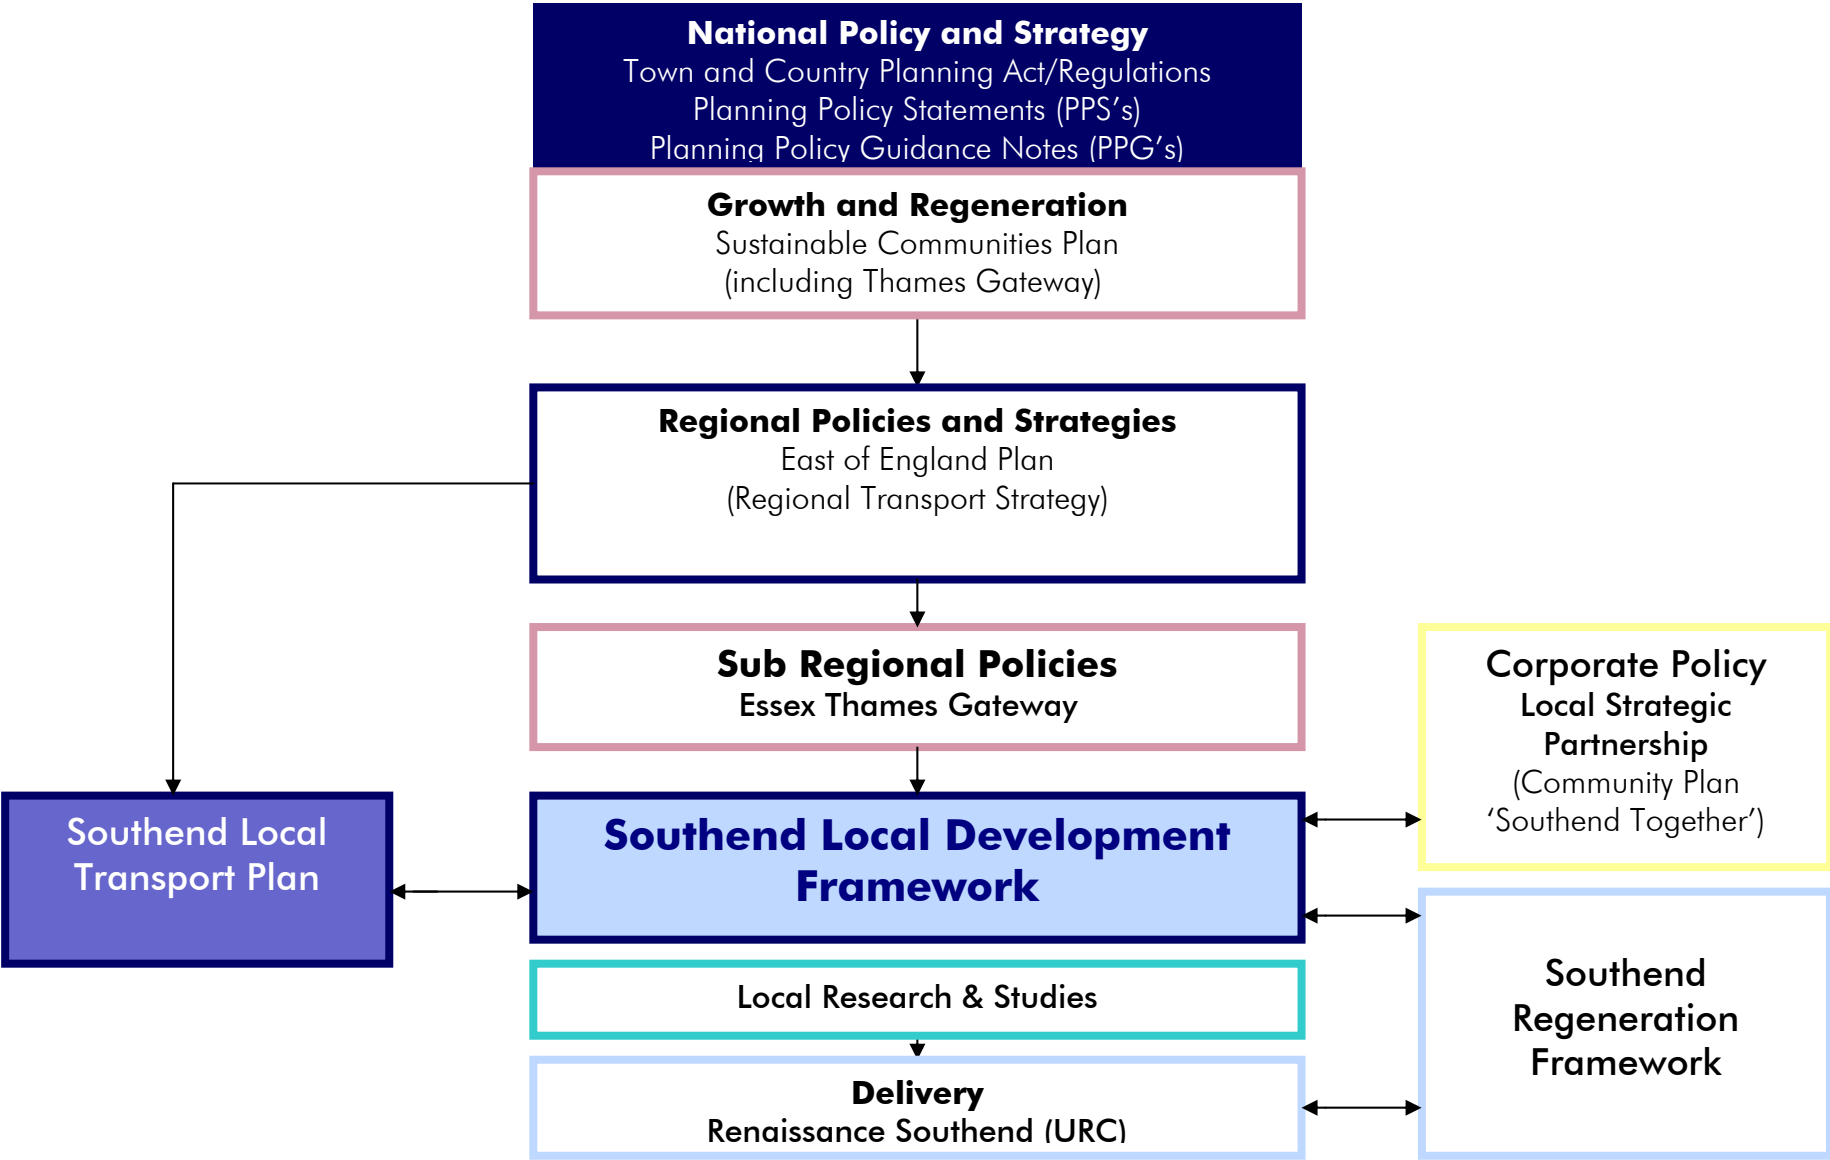 National Policy and Strategy
Town and Country Planning Act/Regulations
Planning Policy Statements (PPS’s)
Planning Policy Guidance Notes (PPG’s)
Growth and Regeneration
Sustainable Communities Plan
(including Thames Gateway)
Regional Policies and Strategies
East of England Plan
(Regional Transport Strategy)
Sub Regional Policies
Essex Thames Gateway
Corporate Policy
Local Strategic
Partnership
(Community Plan
‘Southend Together’)
Southend Local
Transport Plan
Southend Local Development
Framework
Local Research & Studies
Southend
Regeneration
Framework
Delivery
Renaissance Southend (URC)